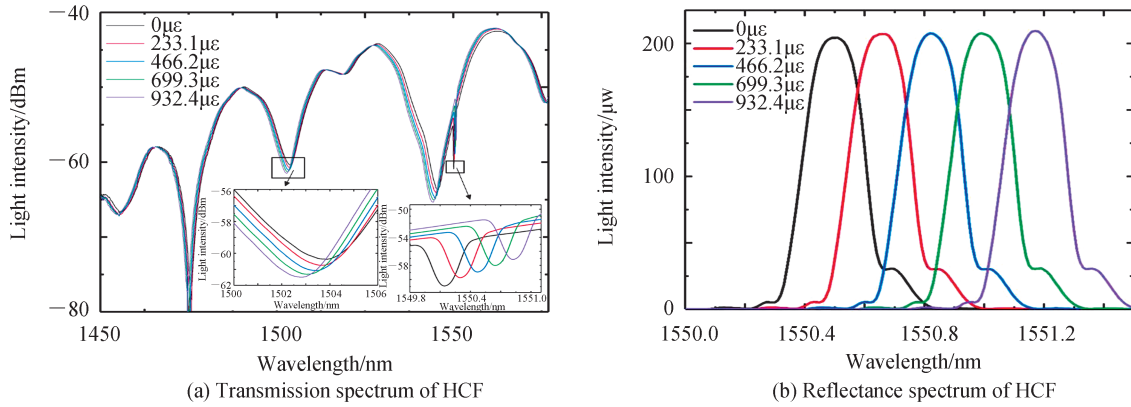 0με
233.1με
466.2με
699.3με
932.4με
Light intensity/dBm
−40
−60
−80
1450
1500
1550
Wavelength/nm
−56
−58
−60
−62
Light intensity/dBm
1500
1502
1504
1506
Wavelength/nm
−50
−54
−58
Light intensity/dBm
1549.8
1550.4
1551.0
Wavelength/nm
(a) Transmission spectrum of HCF
0με
233.1με
466.2με
699.3με
932.4με
Light intensity/μw
200
100
0
1550.0
1550.4
1550.8
1551.2
Wavelength/nm
(b) Reflectance spectrum of HCF